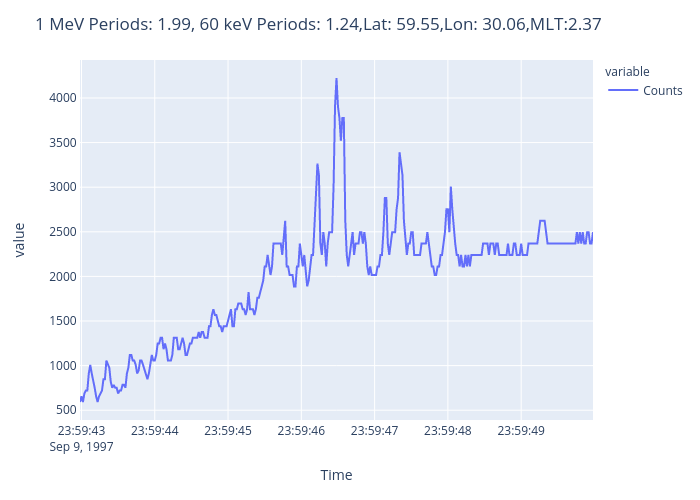 1 MeV Periods: 1.99, 60 keV Periods: 1.24,Lat: 59.55,Lon: 30.06,MLT:2.37
variable
Counts
value
4000
3500
3000
2500
2000
1500
1000
500
23:59:43 23:59:44 23:59:45 23:59:46 23:59:47 23:59:48 23:59:49
Sep 9, 1997
Time